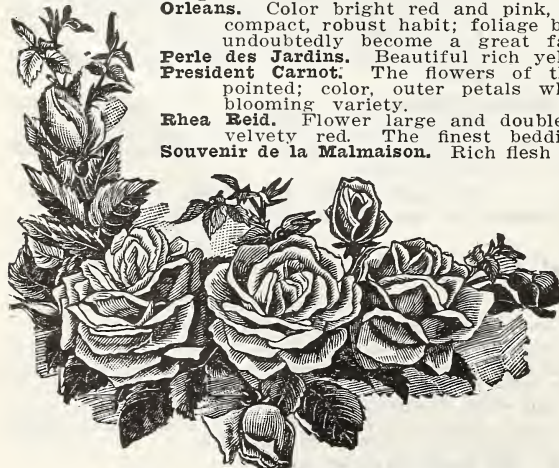 Orleans. Color bright red and pink,
compact, robust habit; foliage b
undoubtedly become a great fa
Perle des Jardins. Beautiful rich yel
President Carnot. The flowers of t
pointed; color, outer petals wh
blooming variety.
Rhea Reid. Flower large and double
velvety red. The finest beddi
Souvenir de la Malmaison. Rich flesh